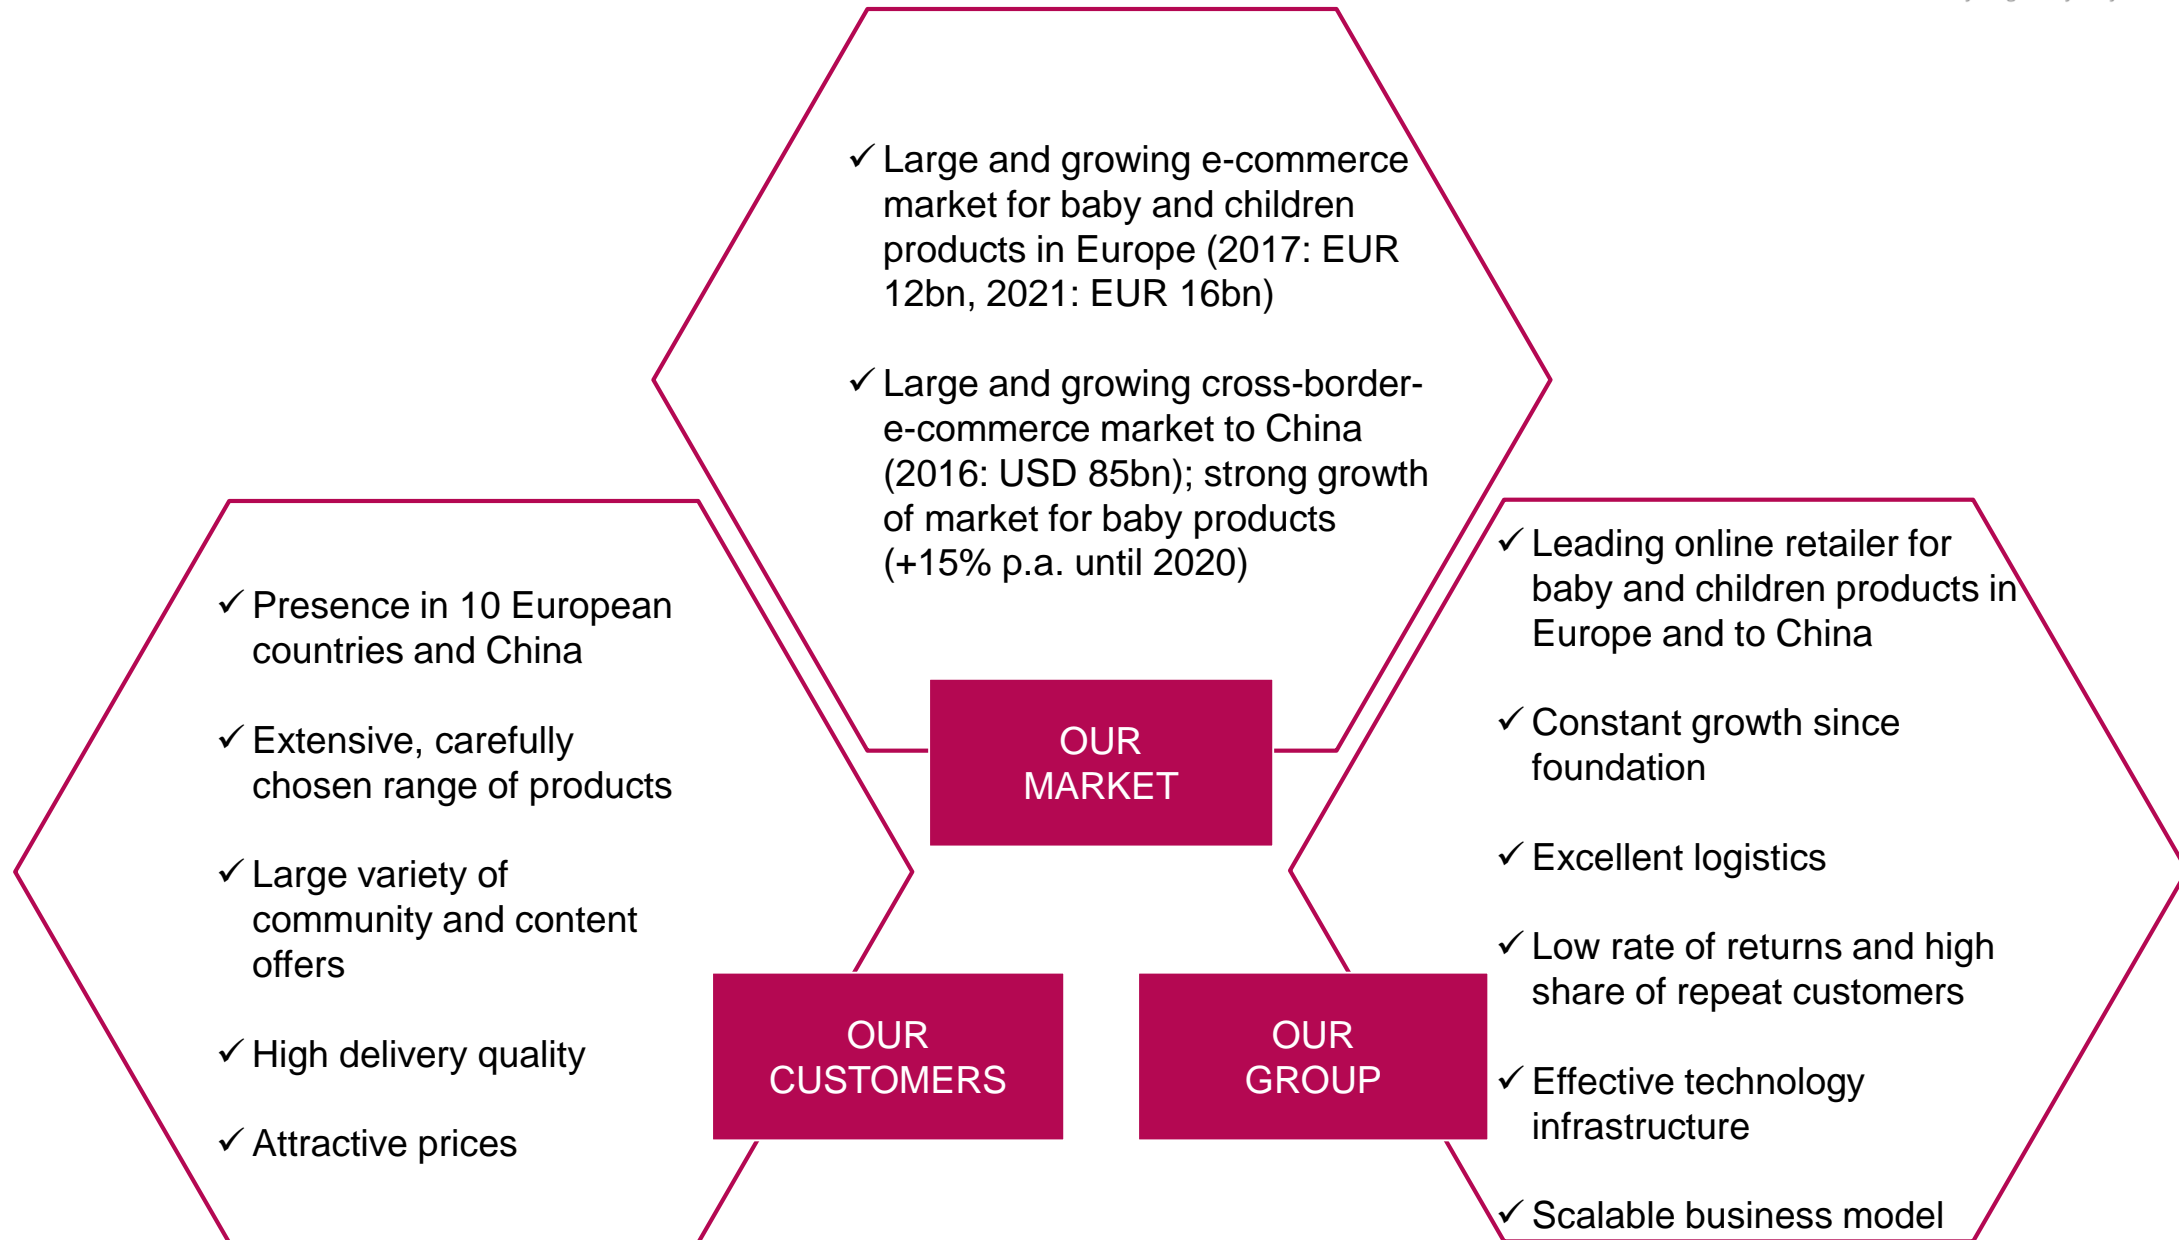 ✓ Large and growing e-commerce
market for baby and children
products in Europe (2017: EUR
12bn, 2021: EUR 16bn)
✓ Large and growing cross-border-
e-commerce market to China
(2016: USD 85bn); strong growth
of market for baby products
(+15% p.a. until 2020)
OUR
MARKET
✓ Presence in 10 European
countries and China
✓ Extensive, carefully
chosen range of products
✓ Large variety of
community and content
offers
✓ High delivery quality
✓ Attractive prices
OUR
CUSTOMERS
✓ Leading online retailer for
baby and children products in
Europe and to China
✓ Constant growth since
foundation
✓ Excellent logistics
✓ Low rate of returns and high
share of repeat customers
✓ Effective technology
infrastructure
✓ Scalable business model
OUR
GROUP